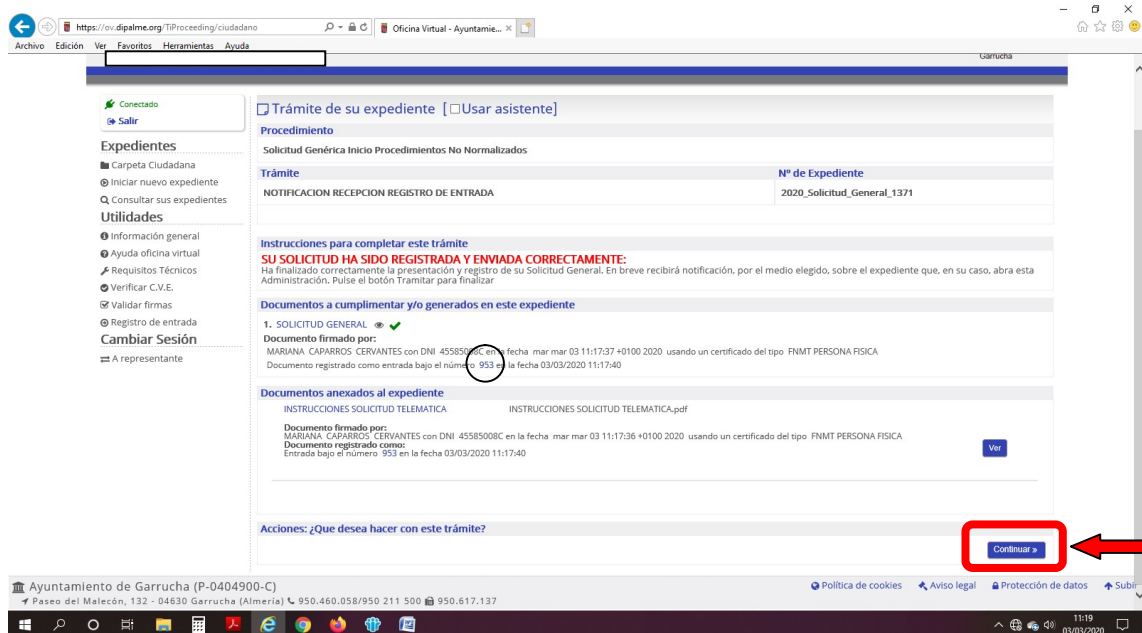 https://ov.dipalme.org/TiProceeding/ciudadano
Oficina Virtual - Ayuntamie...
Archivo Edición Ver Favoritos Herramientas Ayuda
Garrucha
Conectado
Salir
Expedientes
Carpeta Ciudadana
Iniciar nuevo expediente
Consultar sus expedientes
Utilidades
Información general
Ayuda oficina virtual
Requisitos Técnicos
Verificar C.V.E.
Validar firmas
Registro de entrada
Cambiar Sesión
A representante
Trámite de su expediente [Usar asistente]
Procedimiento
Solicitud Genérica Inicio Procedimientos No Normalizados
Trámite Nº de Expediente
NOTIFICACION RECEPCION REGISTRO DE ENTRADA 2020_Solicitud_General_1371
Instrucciones para completar este trámite
SU SOLICITUD HA SIDO REGISTRADA Y ENVIADA CORRECTAMENTE:
Ha finalizado correctamente la presentación y registro de su Solicitud General. En breve recibirá notificación, por el medio elegido, sobre el expediente que, en su caso, abra esta
Administración. Pulse el botón Tramitar para finalizar
Documentos a cumplimentar y/o generados en este expediente
1. SOLICITUD GENERAL
Documento firmado por:
MARIANA CAPARROS CERVANTES con DNI 45585008C en la fecha mar mar 03 11:17:37 +0100 2020 usando un certificado del tipo FNMT PERSONA FISICA
Documento registrado como entrada bajo el número 953 en la fecha 03/03/2020 11:17:40
Documentos anexados al expediente
INSTRUCCIONES SOLICITUD TELEMATICA INSTRUCCIONES SOLICITUD TELEMATICA.pdf
Documento firmado por:
MARIANA CAPARROS CERVANTES con DNI 45585008C en la fecha mar mar 03 11:17:36 +0100 2020 usando un certificado del tipo FNMT PERSONA FISICA
Documento registrado como:
Entrada bajo el número 953 en la fecha 03/03/2020 11:17:40
Ver
Acciones: ¿Que desea hacer con este trámite?
Continuar »
Ayuntamiento de Garrucha (P-0404900-C)
Política de cookies Aviso legal Protección de datos Subir
Paseo del Malecón, 132 - 04630 Garrucha (Almería) 950.460.058/950 211 500 950.617.137
11:19
03/03/2020